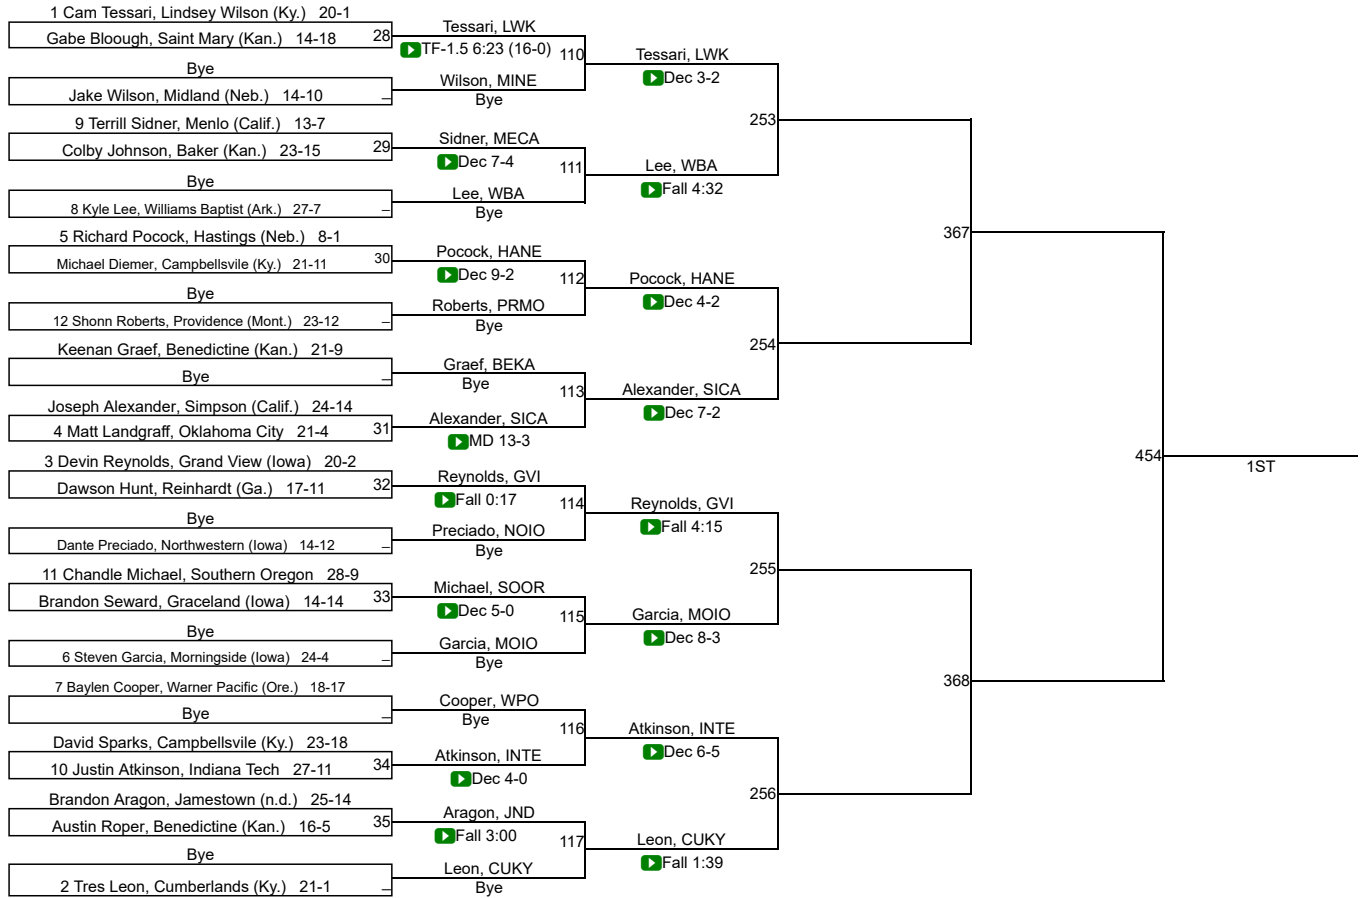 1 Cam Tessari, Lindsey Wilson (Ky.) 20-1
Gabe Bloough, Saint Mary (Kan.) 14-18
28
Bye
Jake Wilson, Midland (Neb.) 14-10
_
9 Terrill Sidner, Menlo (Calif.) 13-7
Colby Johnson, Baker (Kan.) 23-15
29
Bye
8 Kyle Lee, Williams Baptist (Ark.) 27-7
_
5 Richard Pocock, Hastings (Neb.) 8-1
Michael Diemer, Campbellsvile (Ky.) 21-11
30
Bye
12 Shonn Roberts, Providence (Mont.) 23-12
_
Keenan Graef, Benedictine (Kan.) 21-9
Bye
_
Joseph Alexander, Simpson (Calif.) 24-14
4 Matt Landgraff, Oklahoma City 21-4
31
3 Devin Reynolds, Grand View (Iowa) 20-2
Dawson Hunt, Reinhardt (Ga.) 17-11
32
Bye
Dante Preciado, Northwestern (Iowa) 14-12
_
11 Chandle Michael, Southern Oregon 28-9
Brandon Seward, Graceland (Iowa) 14-14
33
Bye
6 Steven Garcia, Morningside (Iowa) 24-4
_
7 Baylen Cooper, Warner Pacific (Ore.) 18-17
Bye
_
David Sparks, Campbellsvile (Ky.) 23-18
10 Justin Atkinson, Indiana Tech 27-11
34
Brandon Aragon, Jamestown (n.d.) 25-14
Austin Roper, Benedictine (Kan.) 16-5
35
Bye
2 Tres Leon, Cumberlands (Ky.) 21-1
_
Tessari, LWK
TF-1.5 6:23 (16-0)
110
Wilson, MINE
Bye
Sidner, MECA
Dec 7-4
111
Lee, WBA
Bye
Pocock, HANE
Dec 9-2
112
Roberts, PRMO
Bye
Graef, BEKA
Bye
113
Alexander, SICA
MD 13-3
Reynolds, GVI
Fall 0:17
114
Preciado, NOIO
Bye
Michael, SOOR
Dec 5-0
115
Garcia, MOIO
Bye
Cooper, WPO
Bye
116
Atkinson, INTE
Dec 4-0
Aragon, JND
Fall 3:00
117
Leon, CUKY
Bye
Tessari, LWK
Dec 3-2
253
Lee, WBA
Fall 4:32
Pocock, HANE
Dec 4-2
254
Alexander, SICA
Dec 7-2
Reynolds, GVI
Fall 4:15
255
Garcia, MOIO
Dec 8-3
Atkinson, INTE
Dec 6-5
256
Leon, CUKY
Fall 1:39
367
368
454
1ST